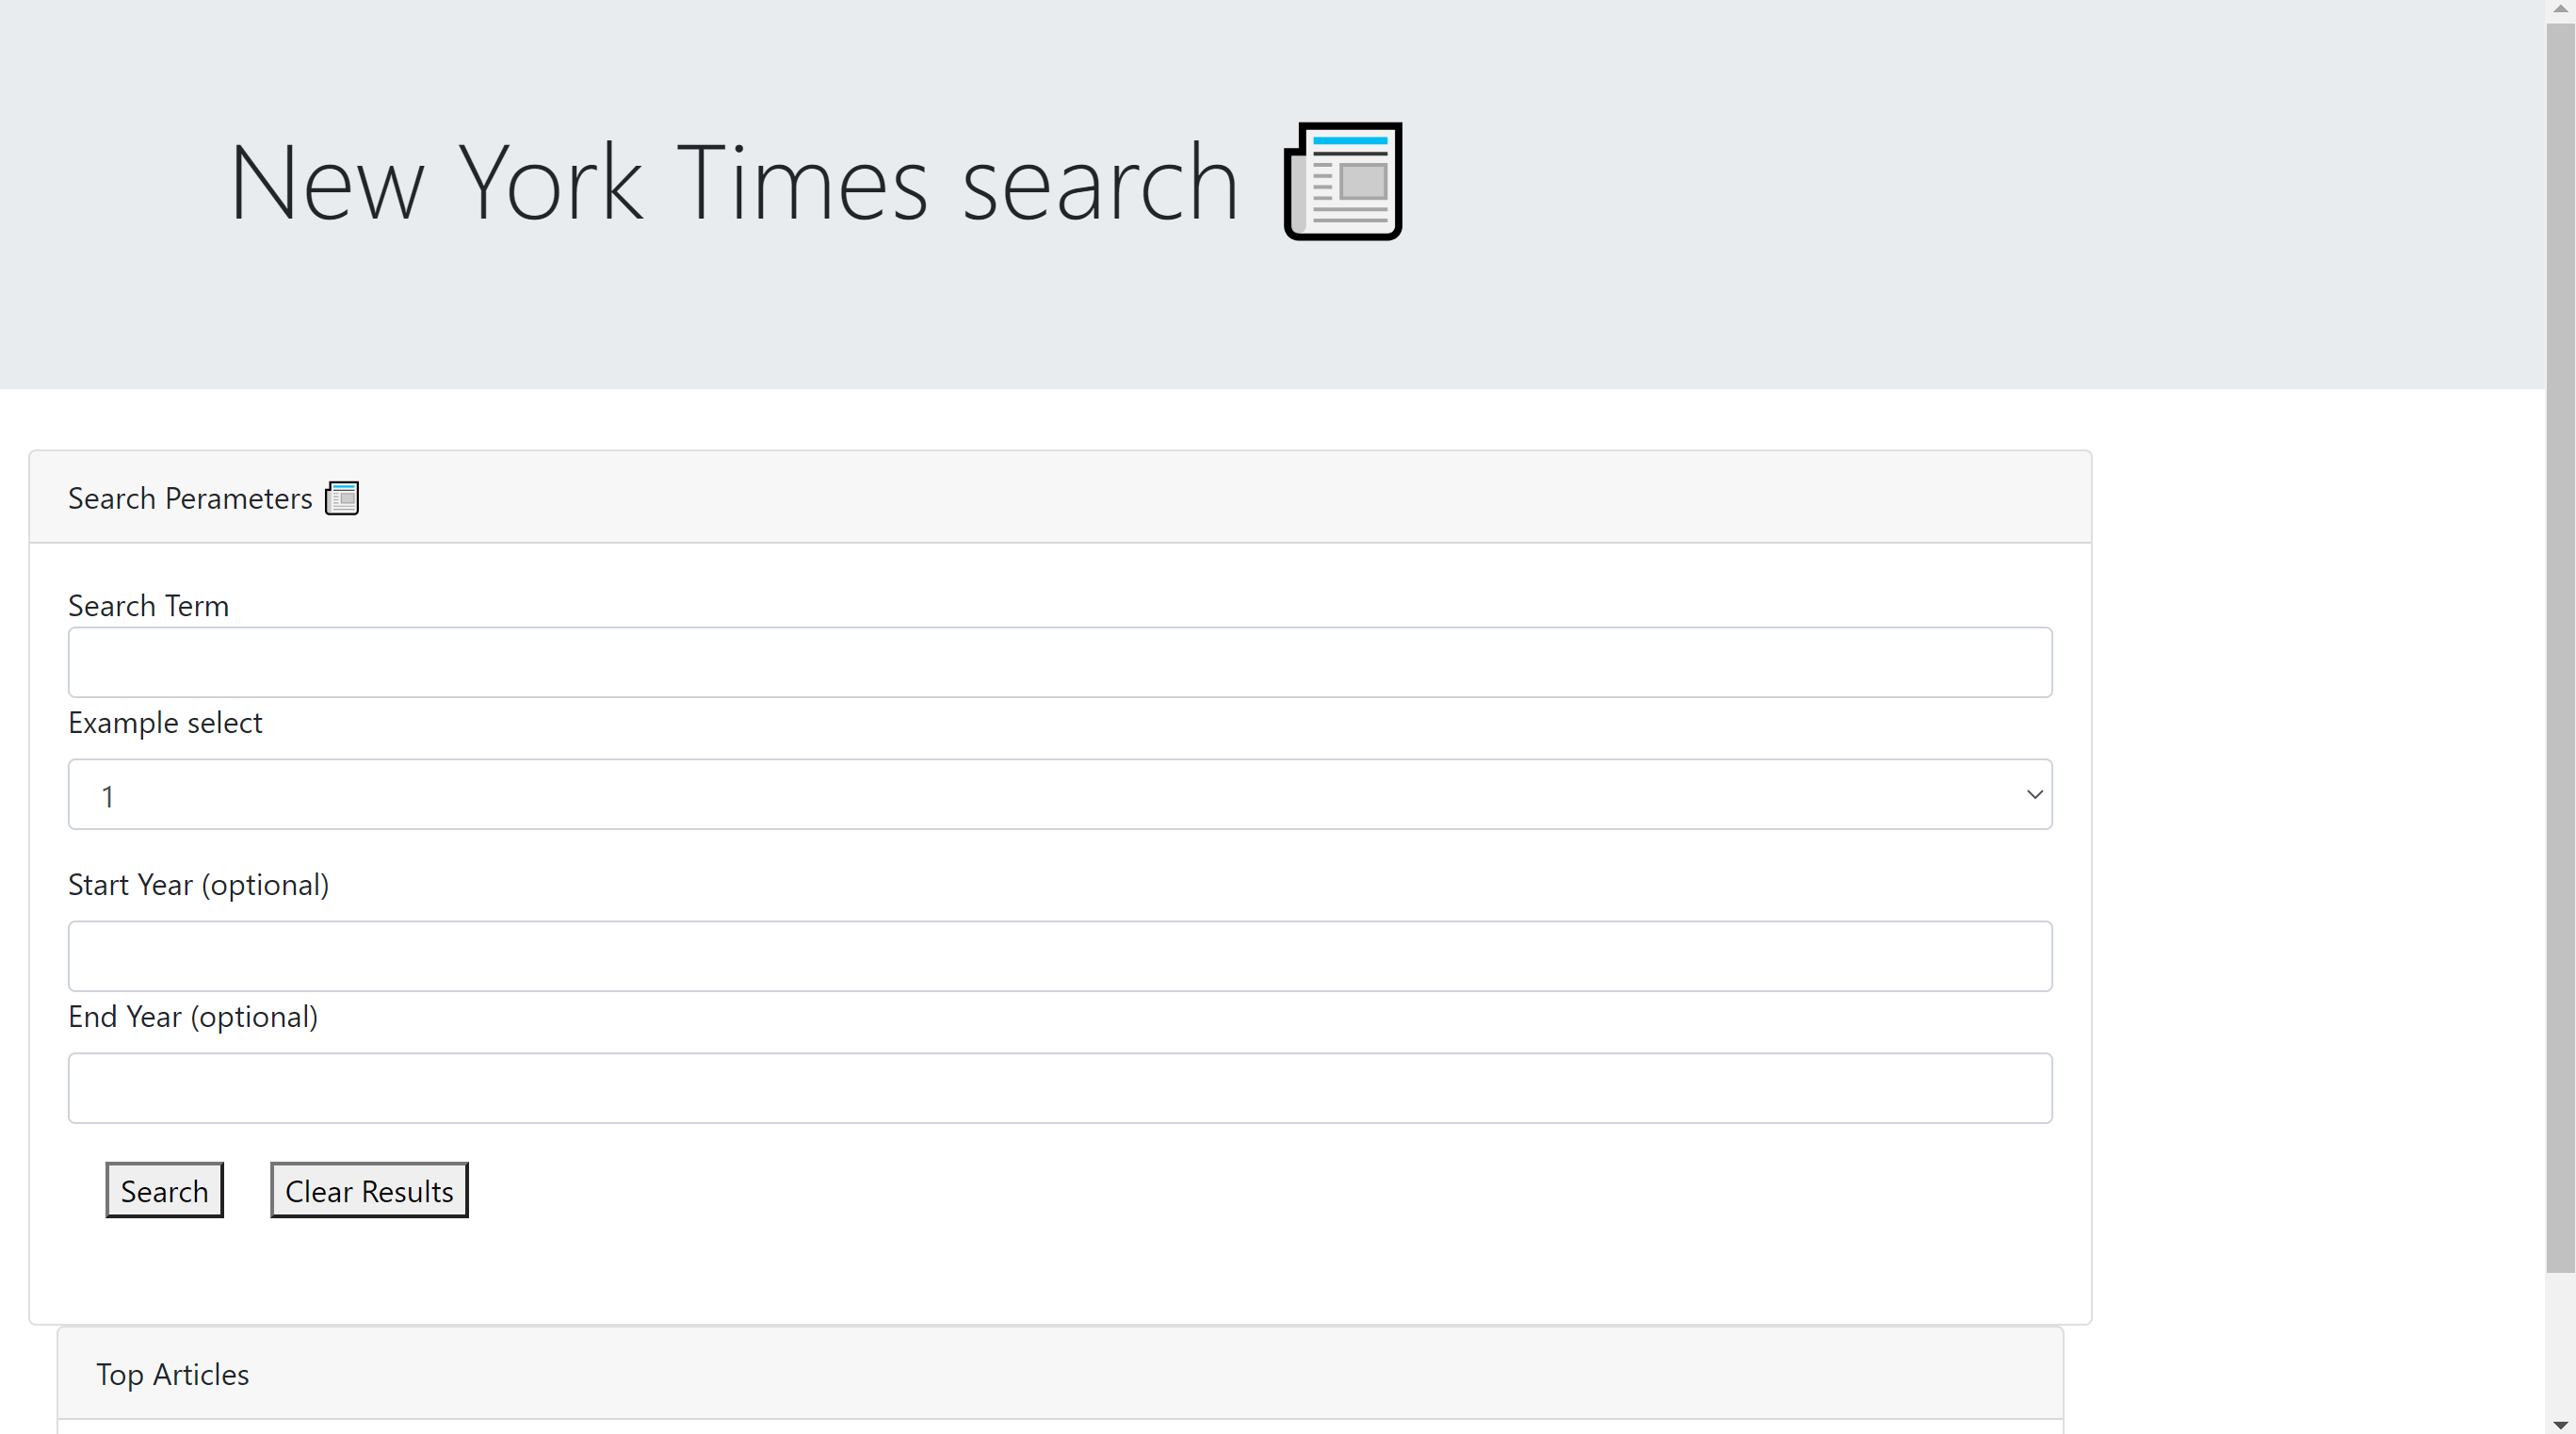 New York Times search
Search Perameters
Search Term
Example select
1
Start Year (optional)
End Year (optional)
Search
Clear Results
Top Articles